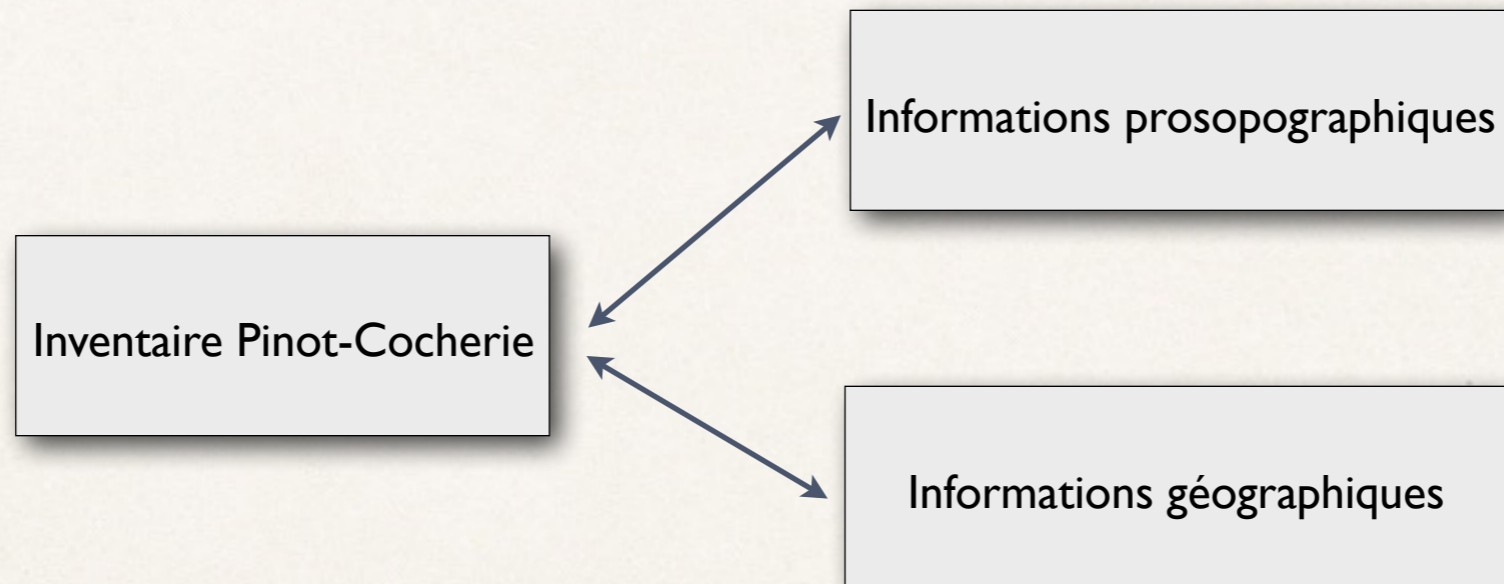 Informations prosopographiques
Inventaire Pinot-Cocherie
Informations géographiques